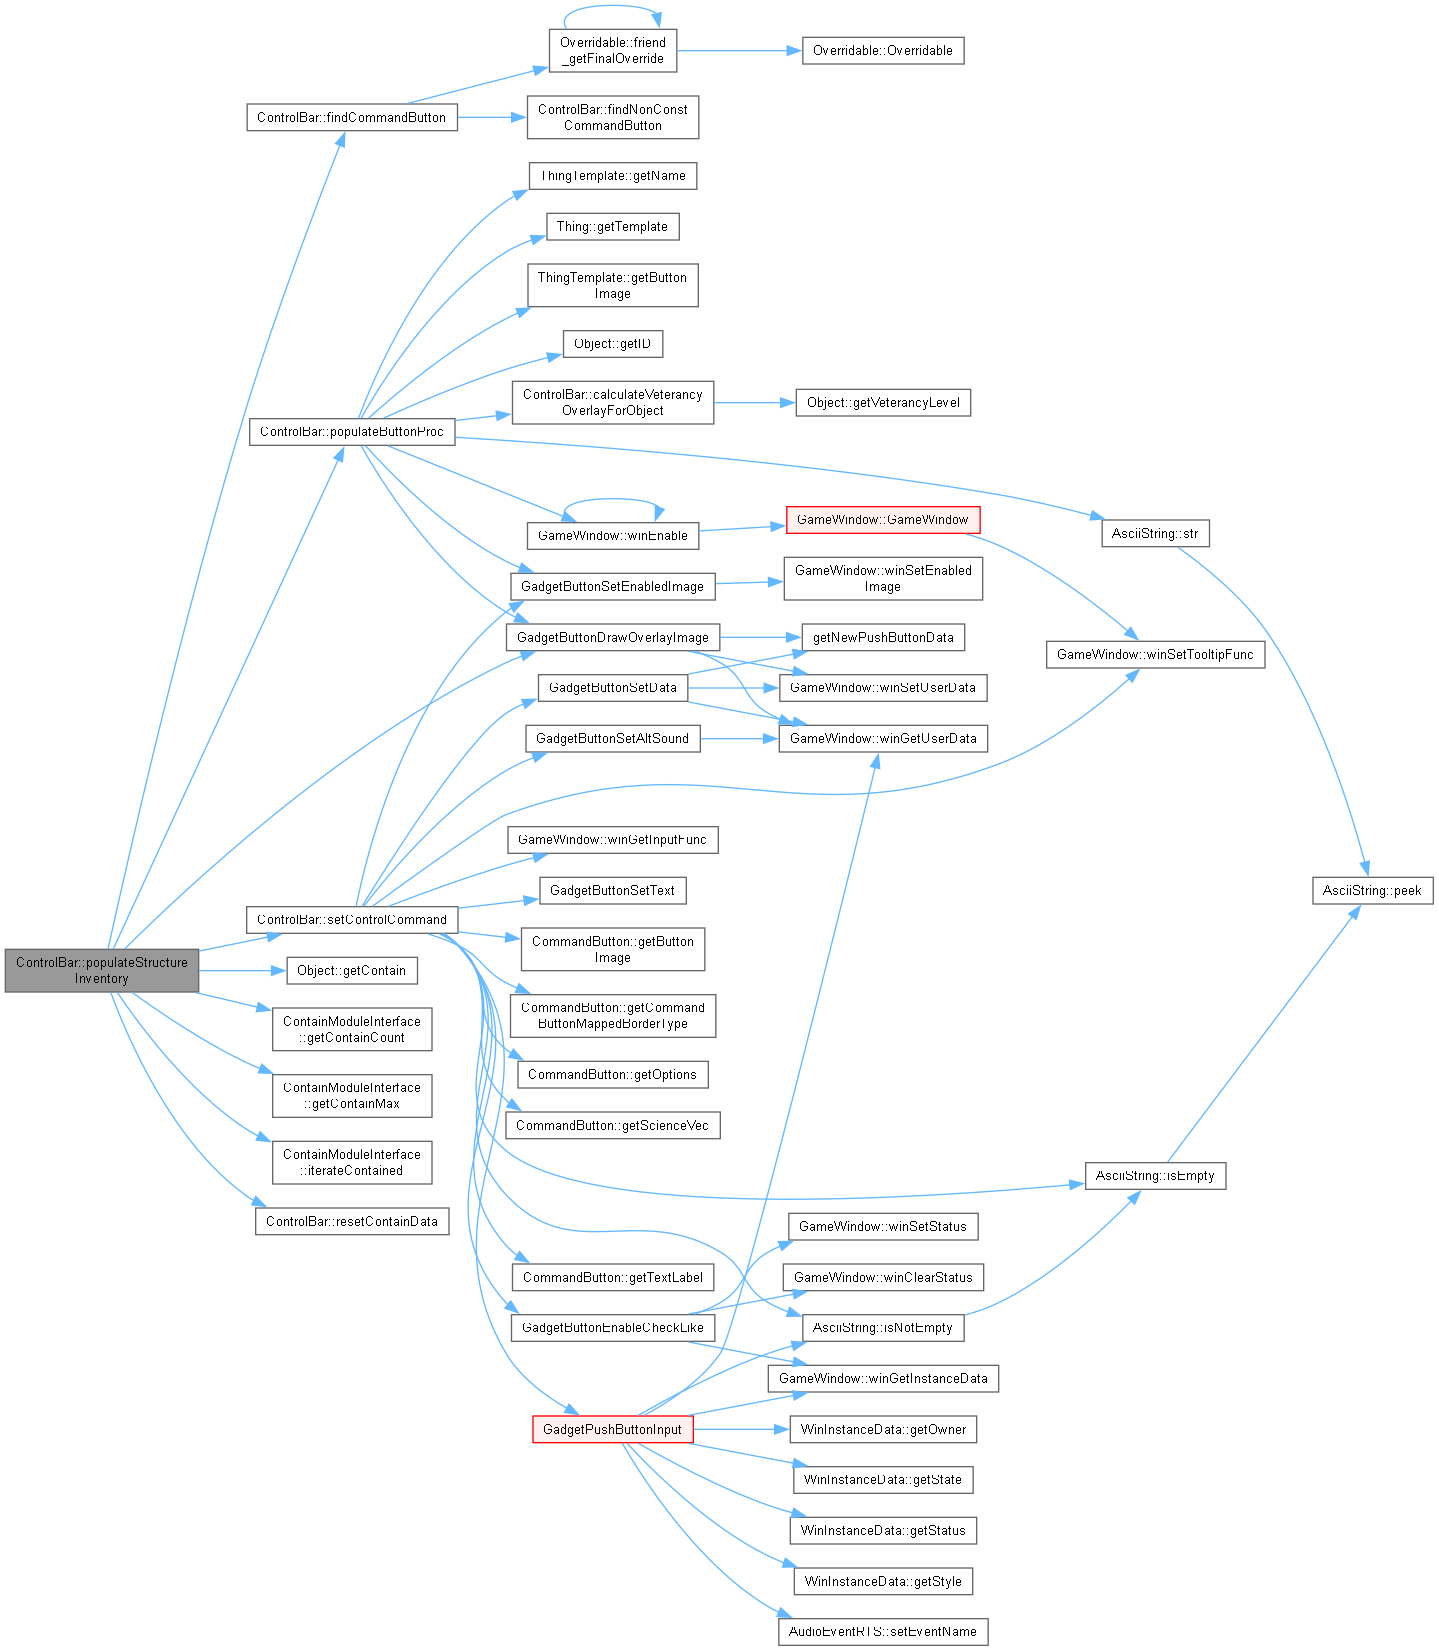 Overridable::friend
_getFinalOverride
Overridable::Overridable
ControlBar::findCommandButton
ControlBar::findNonConst
CommandButton
ThingTemplate::getName
Thing::getTemplate
ThingTemplate::getButton
Image
Object::getID
ControlBar::calculateVeterancy
OverlayForObject
Object::getVeterancyLevel
ControlBar::populateButtonProc
GameWindow::GameWindow
AsciiString::str
GameWindow::winEnable
GadgetButtonSetEnabledImage
GameWindow::winSetEnabled
Image
GadgetButtonDrawOverlayImage
getNewPushButtonData
GameWindow::winSetTooltipFunc
GadgetButtonSetData
GameWindow::winSetUserData
GadgetButtonSetAltSound
GameWindow::winGetUserData
GameWindow::winGetInputFunc
GadgetButtonSetText
AsciiString::peek
ControlBar::setControlCommand
CommandButton::getButton
Image
ControlBar::populateStructure
Inventory
Object::getContain
CommandButton::getCommand
ButtonMappedBorderType
ContainModuleInterface
::getContainCount
CommandButton::getOptions
ContainModuleInterface
::getContainMax
CommandButton::getScienceVec
ContainModuleInterface
::iterateContained
AsciiString::isEmpty
ControlBar::resetContainData
GameWindow::winSetStatus
CommandButton::getTextLabel
GameWindow::winClearStatus
GadgetButtonEnableCheckLike
AsciiString::isNotEmpty
GameWindow::winGetInstanceData
GadgetPushButtonInput
WinInstanceData::getOwner
WinInstanceData::getState
WinInstanceData::getStatus
WinInstanceData::getStyle
AudioEventRTS::setEventName